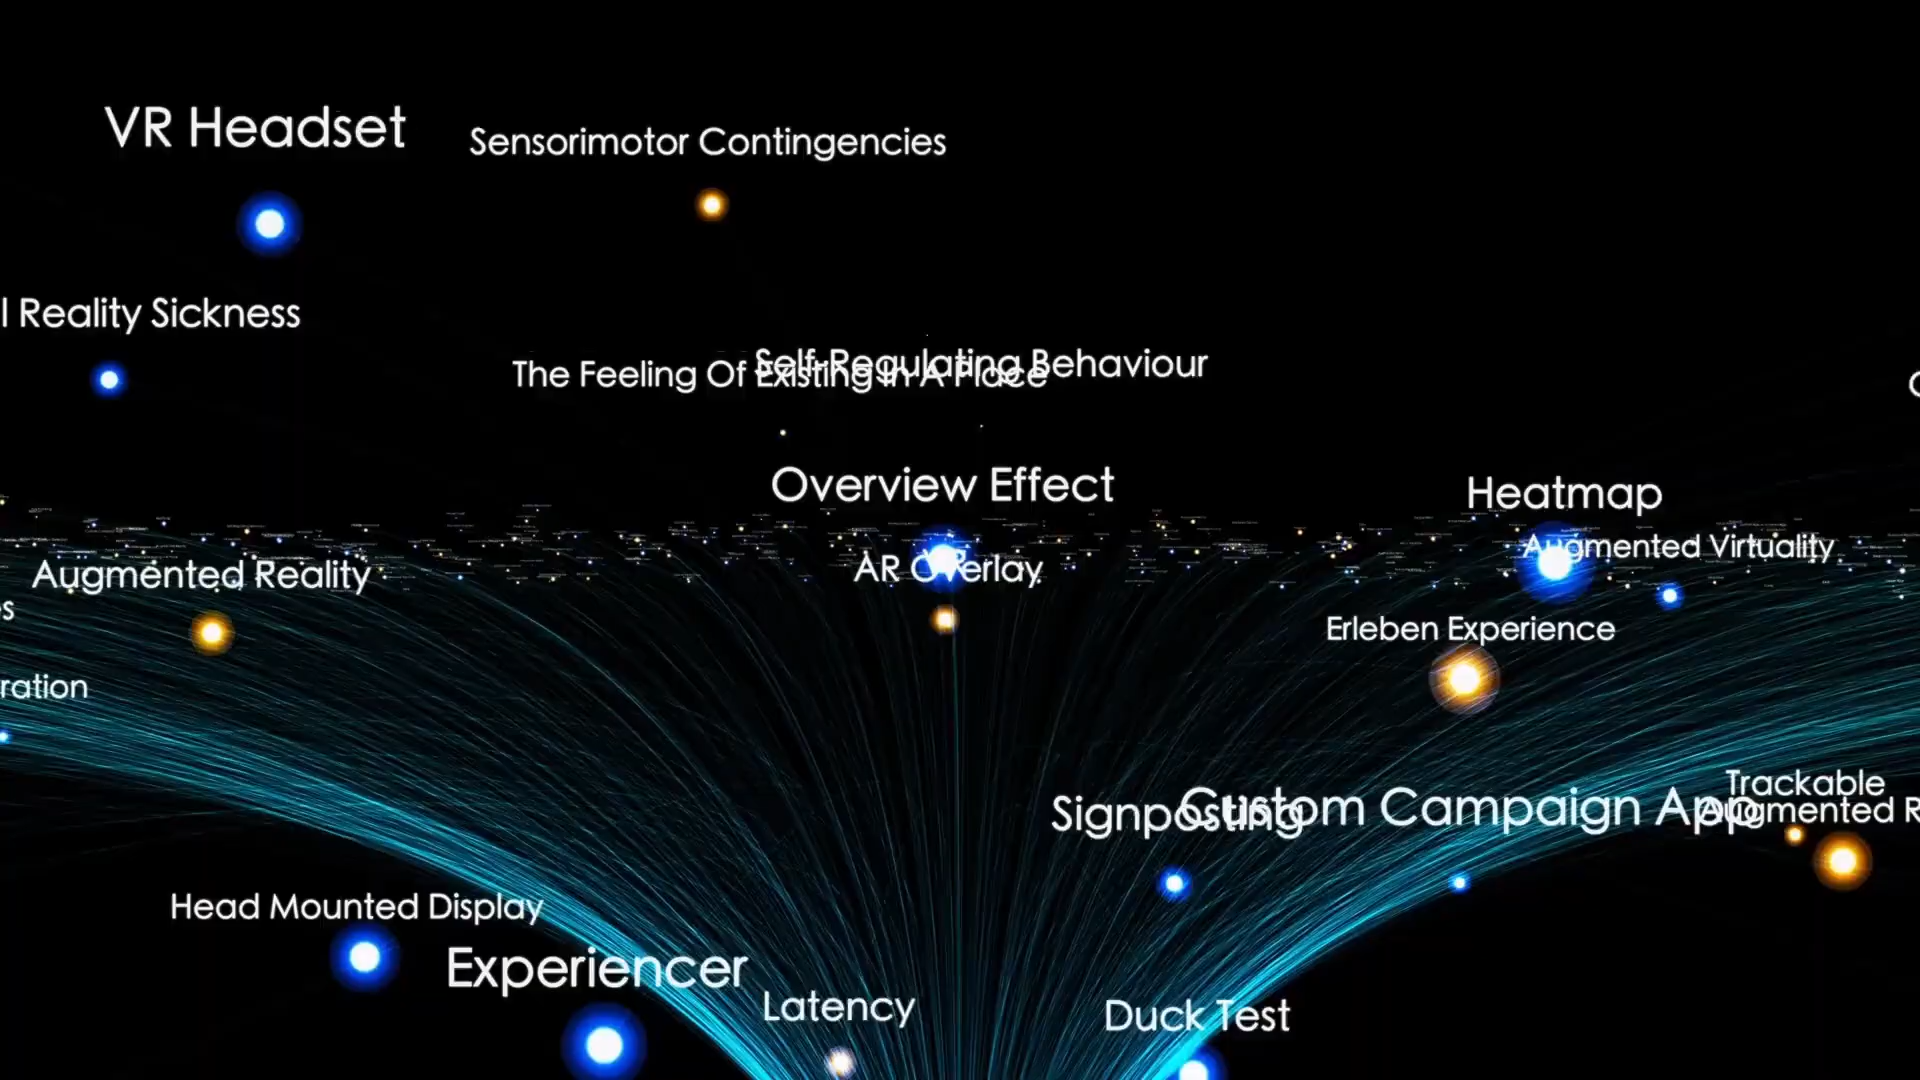 VR Headset
Sensorimotor Contingencies
l Reality Sickness
Self-Regulating Behaviour
The Feeling Of Existing In A Place
Overview Effect
Heatmap
Augmented Virtuality
AR Overlay
VR
Augmented Reality
s
Erleben Experience
ration
Trackable
Custom Campaign App
Augmented R
Signposting
Head Mounted Display
Experiencer
Latency
Duck Test